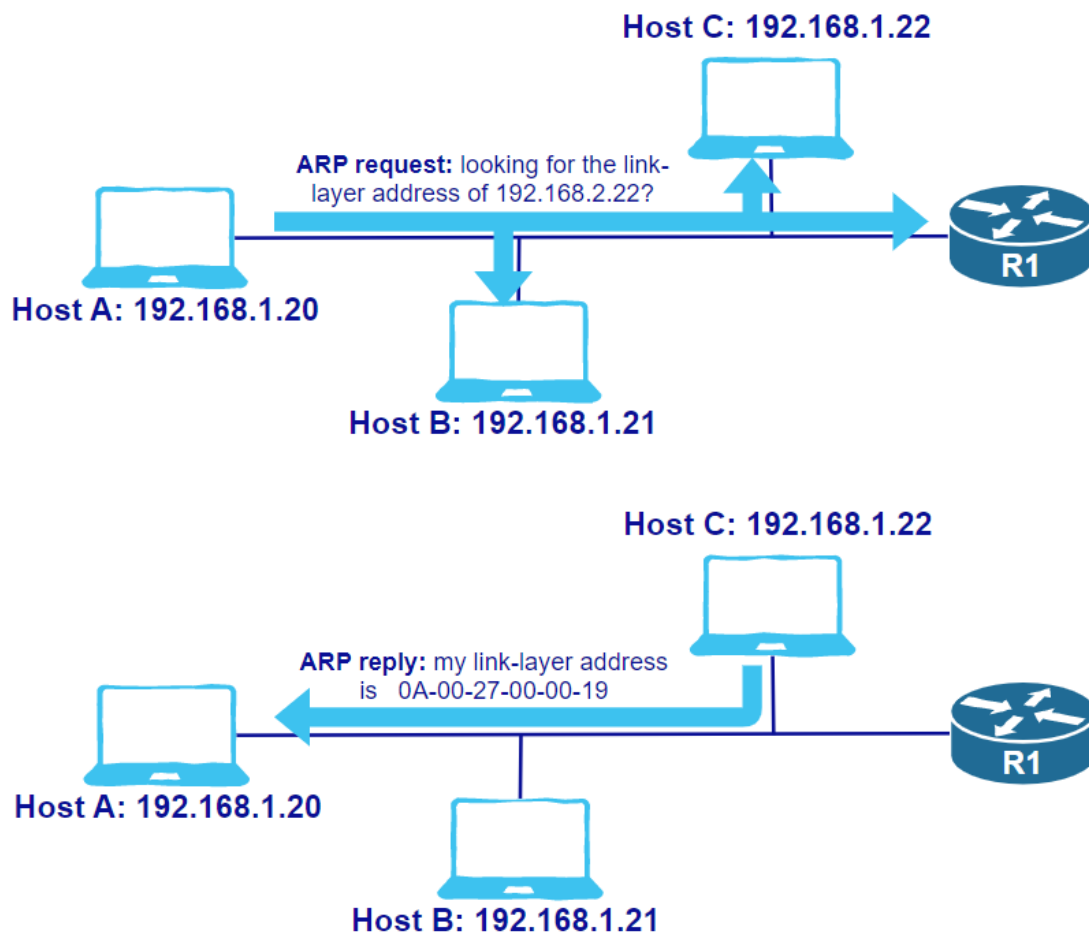 Host C: 192.168.1.22
ARP request: looking for the link-
layer address of 192.168.2.22?
R1
Host A: 192.168.1.20
Host B: 192.168.1.21
Host C: 192.168.1.22
ARP reply: my link-layer address
is 0A-00-27-00-00-19
R1
Host A: 192.168.1.20
Host B: 192.168.1.21